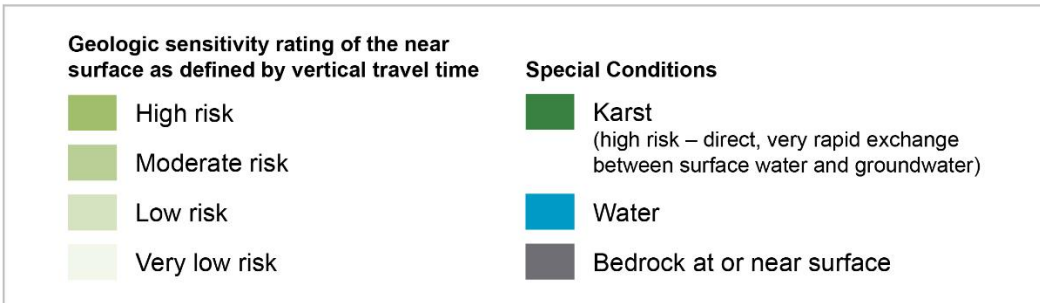 Geologic sensitivity rating of the near
surface as defined by vertical travel time
High risk
Moderate risk
Low risk
Very low risk
Special Conditions
Karst
(high risk – direct, very rapid exchange
between surface water and groundwater)
Water
Bedrock at or near surface